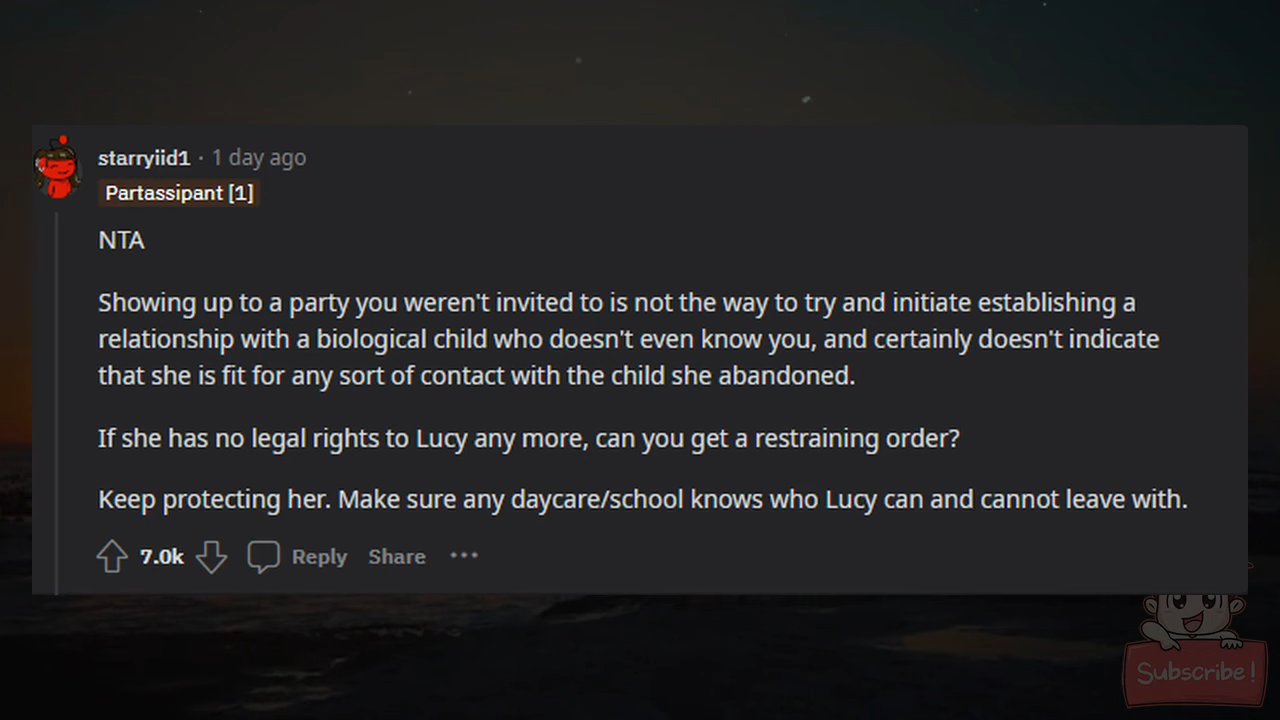 starryiid1 · 1 day ago
Partassipant [1]
NTA
Showing up to a party you weren't invited to is not the way to try and initiate establishing a
relationship with a biological child who doesn't even know you, and certainly doesn't indicate
that she is fit for any sort of contact with the child she abandoned.
If she has no legal rights to Lucy any more, can you get a restraining order?
Keep protecting her. Make sure any daycare/school knows who Lucy can and cannot leave with.
7.0k Reply Share ···
Subscribe!